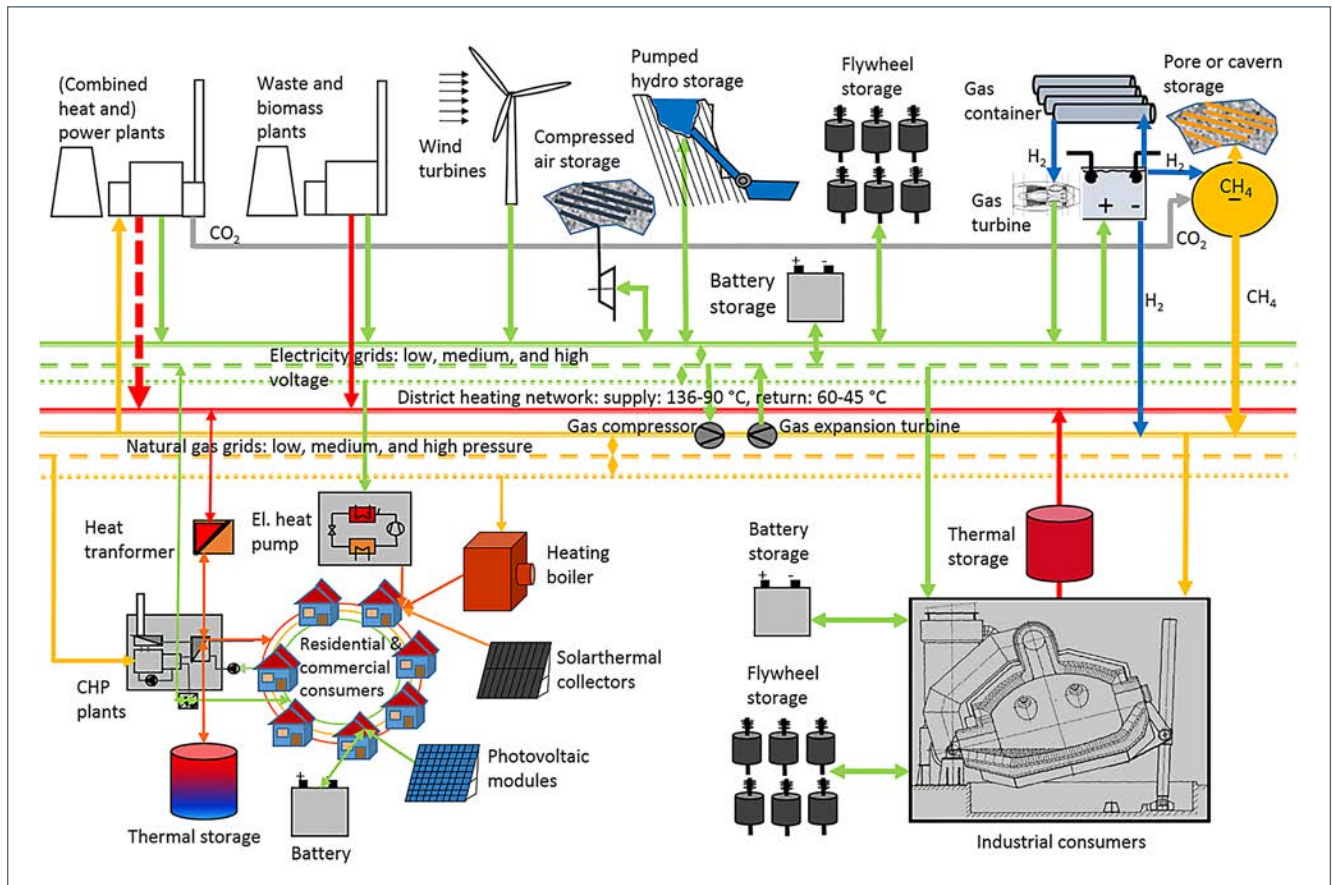 (Combined
heat and)
power plants
Waste and
biomass
plants
Wind
turbines
Compressed
air storage
Pumped
hydro storage
Flywheel
storage
Gas
container
Pore or cavern
storage
H2
H2
CH4
+ -
Gas
turbine
CO2
CO2
Battery
storage
+ -
H2
CH4
Electricity grids: low, medium, and high
voltage
District heating network: supply: 136-90 °C, return: 60-45 °C
Gas compressor
Gas expansion turbine
Natural gas grids: low, medium, and high pressure
Heat
tranformer
El. heat
pump
Heating
boiler
Battery
storage
+ -
Thermal
storage
Residential &
commercial
consumers
Solarthermal
collectors
CHP
plants
Flywheel
storage
Photovoltaic
modules
Thermal storage
+
Battery
Industrial consumers